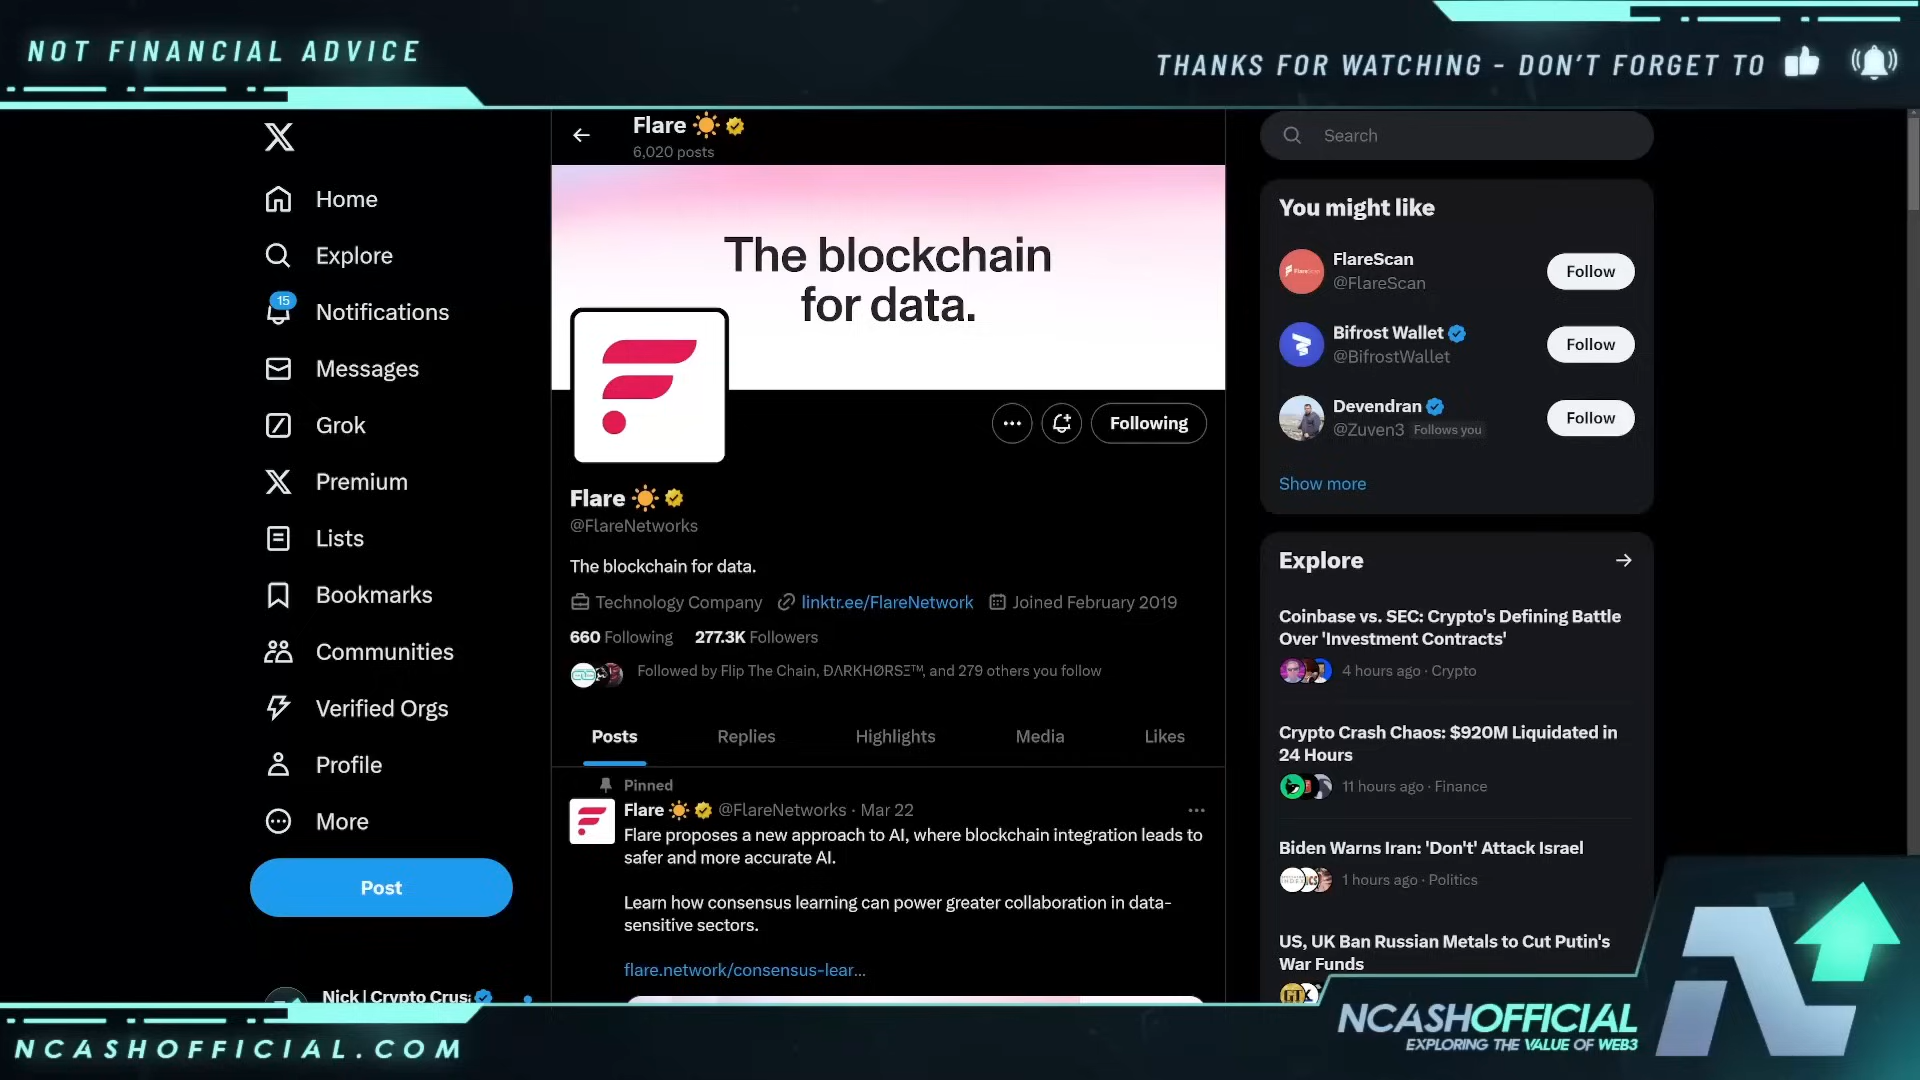 NOT FINANCIAL ADVICE
THANKS FOR WATCHING - DON'T FORGET TO
Home
Explore
15
Notifications
Messages
Grok
Premium
Lists
Bookmarks
Communities
Verified Orgs
Profile
More
Post
Nick | Crypto Crus
Flare
6,020 posts
The blockchain
for data.
Following
Flare
@FlareNetworks
The blockchain for data.
Technology Company linktr.ee/FlareNetwork Joined February 2019
660 Following 277.3K Followers
Followed by Flip The Chain, ĐΛRKHØRSΞ™, and 279 others you follow
Posts Replies Highlights Media Likes
Pinned
Flare @FlareNetworks · Mar 22
Flare proposes a new approach to AI, where blockchain integration leads to
safer and more accurate AI.
Learn how consensus learning can power greater collaboration in data-
sensitive sectors.
flare.network/consensus-lear...
Search
You might like
FlareScan
@FlareScan
Follow
Bifrost Wallet
@BifrostWallet
Follow
Devendran
@Zuven3 Follows you
Follow
Show more
Explore
Coinbase vs. SEC: Crypto's Defining Battle
Over 'Investment Contracts'
4 hours ago · Crypto
Crypto Crash Chaos: $920M Liquidated in
24 Hours
11 hours ago · Finance
Biden Warns Iran: 'Don't' Attack Israel
1 hours ago · Politics
US, UK Ban Russian Metals to Cut Putin's
War Funds
NCASHOFFICIAL.COM
NCASHOFFICIAL
EXPLORING THE VALUE OF WEB3